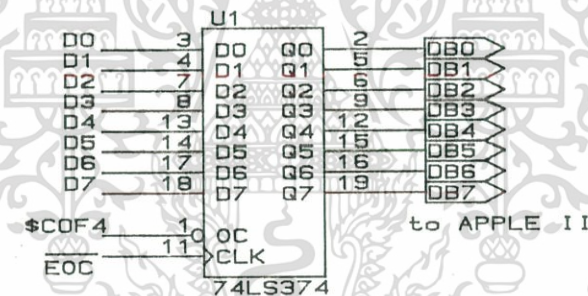 U1
D0 3 D0 Q0 2 DB0
D1 4 D1 Q1 5 DB1
D2 7 D2 Q2 6 DB2
D3 8 D3 Q3 9 DB3
D4 13 D4 Q4 12 DB4
D5 14 D5 Q5 15 DB5
D6 17 D6 Q6 16 DB6
D7 18 D7 Q7 19 DB7
to APPLE II
$C0F4 1 OC
EOC 11 CLK
74LS374